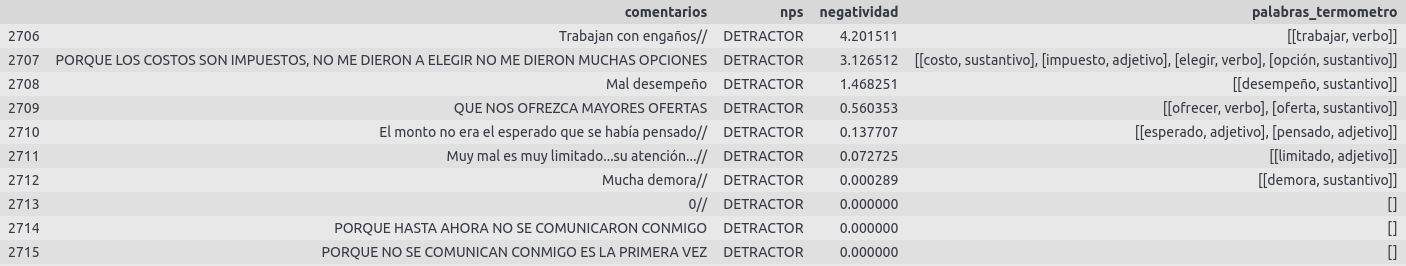 comentarios nps negatividad palabras_termometro
2706 Trabajan con engaños// DETRACTOR 4.201511 [[trabajar, verbo]]
2707 PORQUE LOS COSTOS SON IMPUESTOS, NO ME DIERON A ELEGIR NO ME DIERON MUCHAS OPCIONES DETRACTOR 3.126512 [[costo, sustantivo], [impuesto, adjetivo], [elegir, verbo], [opción, sustantivo]]
2708 Mal desempeño DETRACTOR 1.468251 [[desempeño, sustantivo]]
2709 QUE NOS OFREZCA MAYORES OFERTAS DETRACTOR 0.560353 [[ofrecer, verbo], [oferta, sustantivo]]
2710 El monto no era el esperado que se había pensado// DETRACTOR 0.137707 [[esperado, adjetivo], [pensado, adjetivo]]
2711 Muy mal es muy limitado...su atención...// DETRACTOR 0.072725 [[limitado, adjetivo]]
2712 Mucha demora// DETRACTOR 0.000289 [[demora, sustantivo]]
2713 0// DETRACTOR 0.000000 []
2714 PORQUE HASTA AHORA NO SE COMUNICARON CONMIGO DETRACTOR 0.000000 []
2715 PORQUE NO SE COMUNICAN CONMIGO ES LA PRIMERA VEZ DETRACTOR 0.000000 []